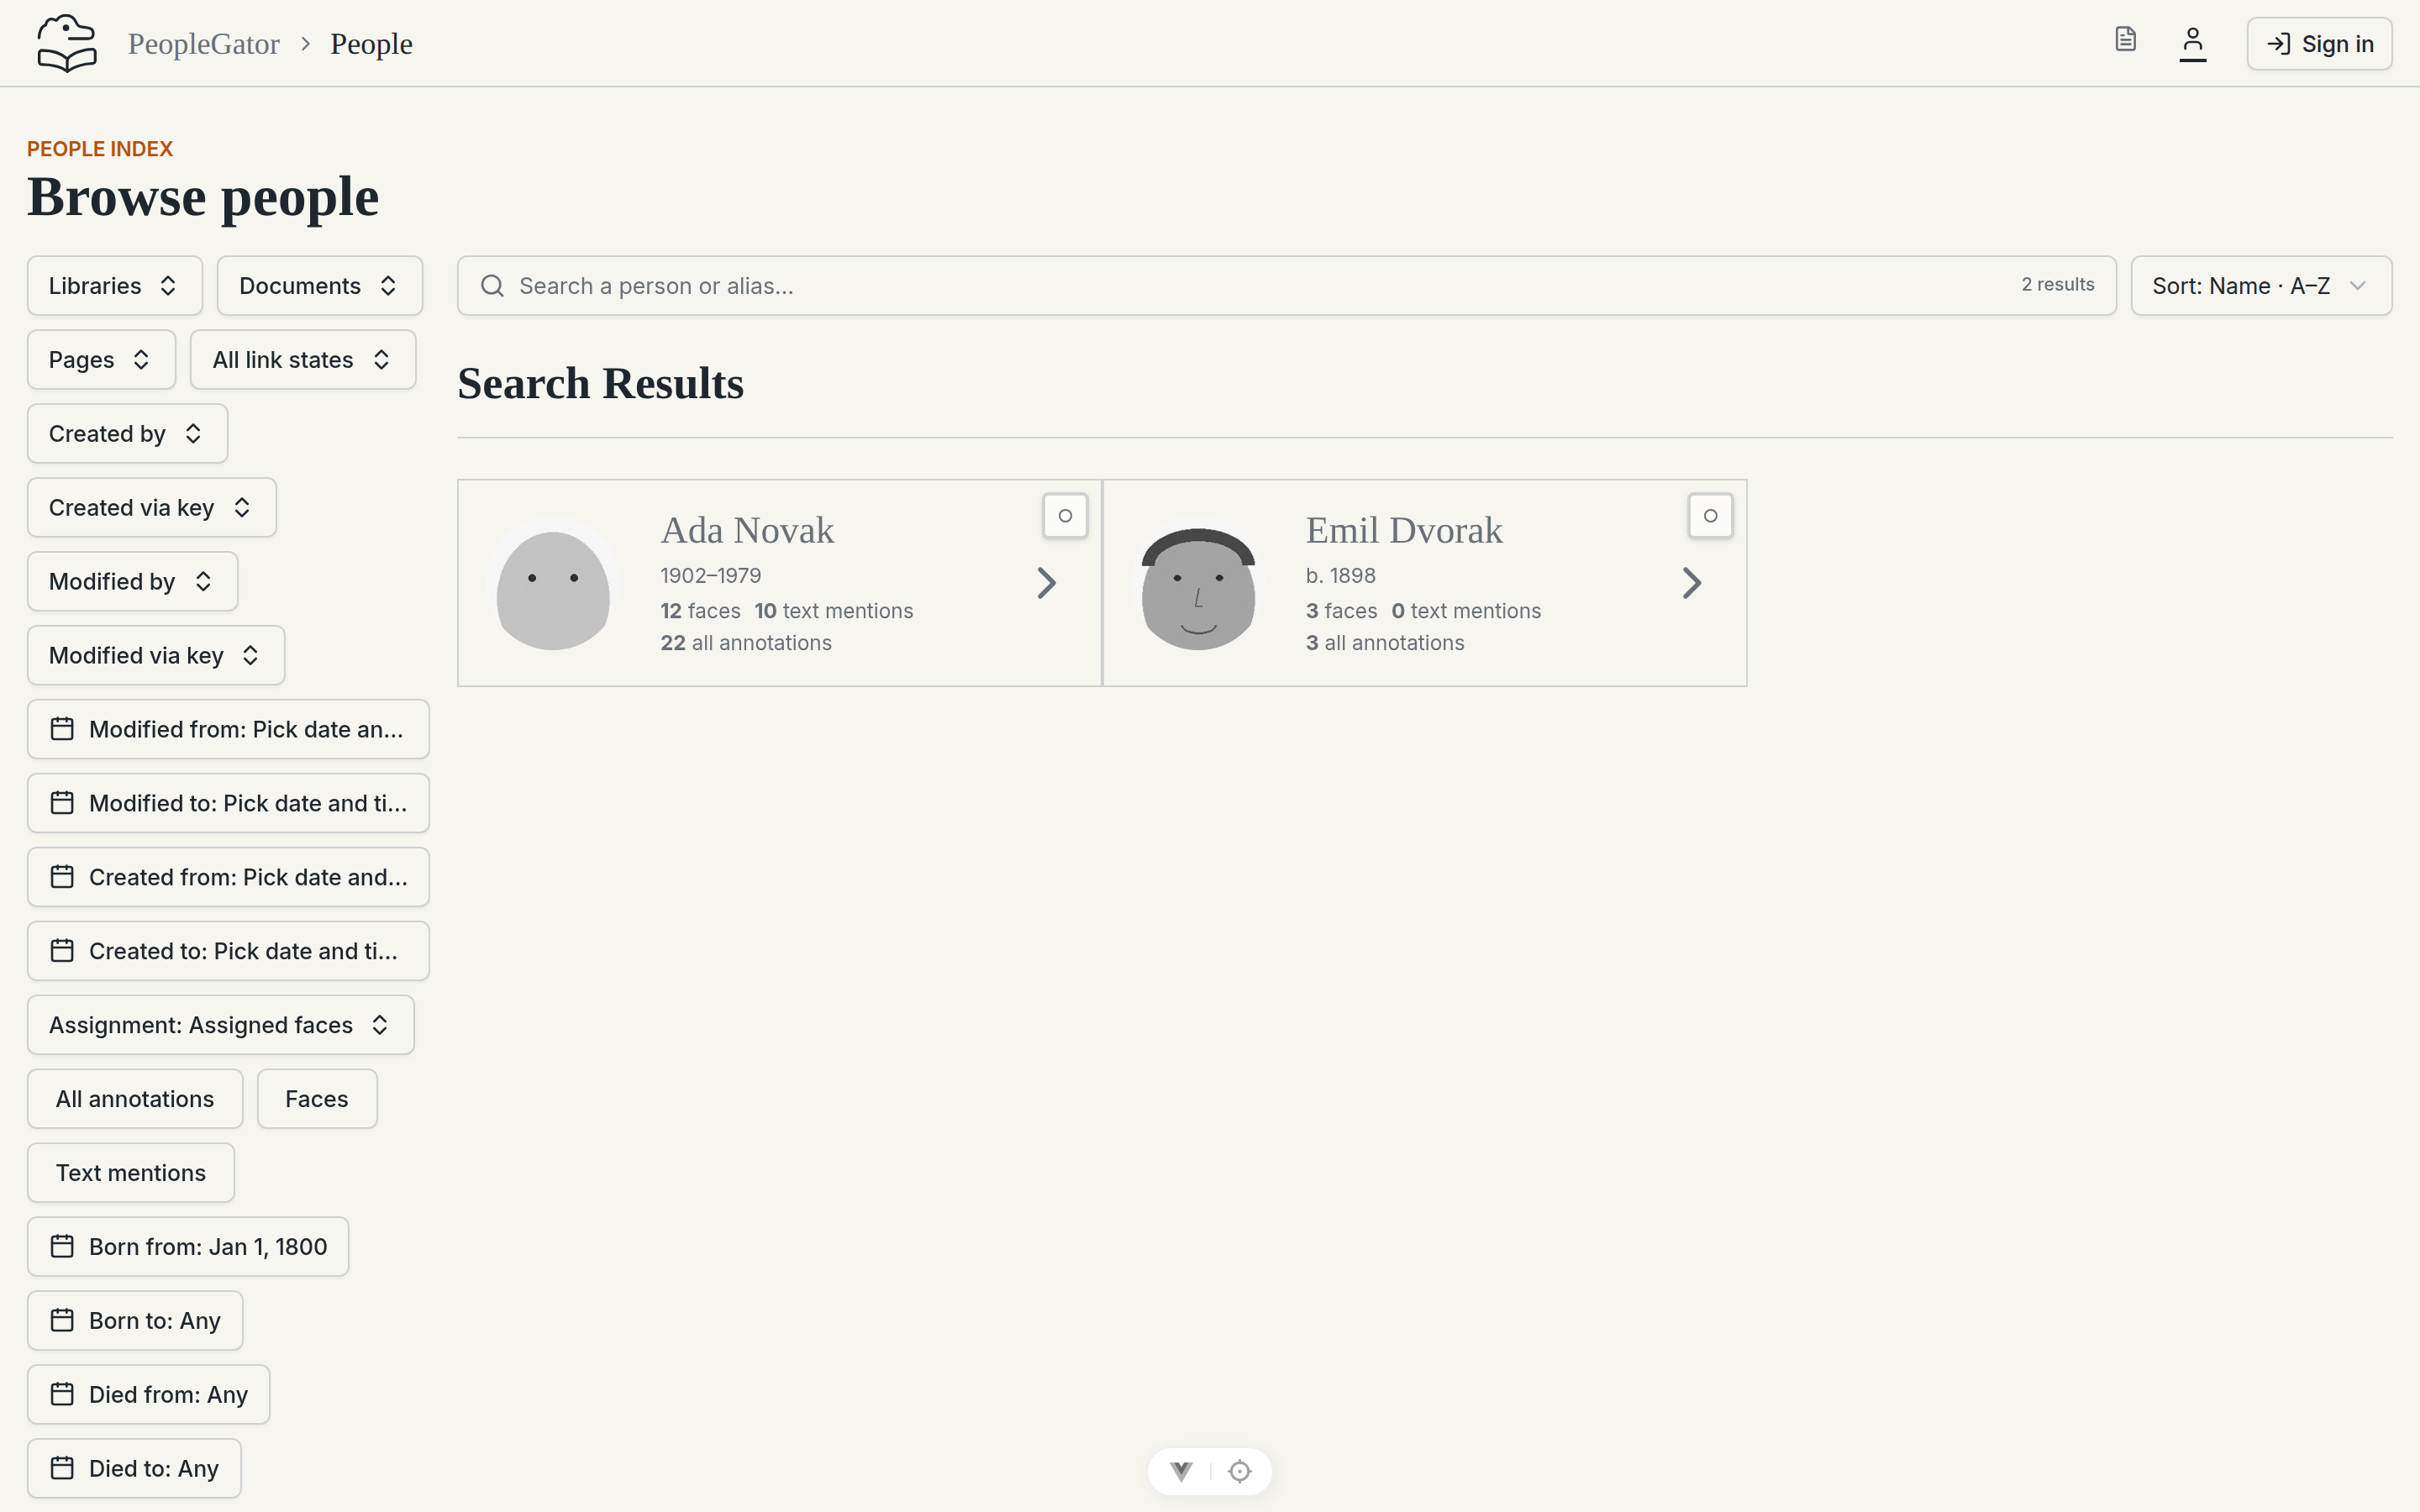 PeopleGator
People
Sign in
PEOPLE INDEX
Browse people
Libraries
Documents
Pages
All link states
Created by
Created via key
Modified by
Modified via key
Modified from: Pick date an...
Modified to: Pick date and ti...
Created from: Pick date and...
Created to: Pick date and ti...
Assignment: Assigned faces
All annotations
Faces
Text mentions
Born from: Jan 1, 1800
Born to: Any
Died from: Any
Died to: Any
Search a person or alias...
2 results
Sort: Name · A–Z
Search Results
Ada Novak
1902–1979
12 faces 10 text mentions
22 all annotations
Emil Dvorak
b. 1898
3 faces 0 text mentions
3 all annotations